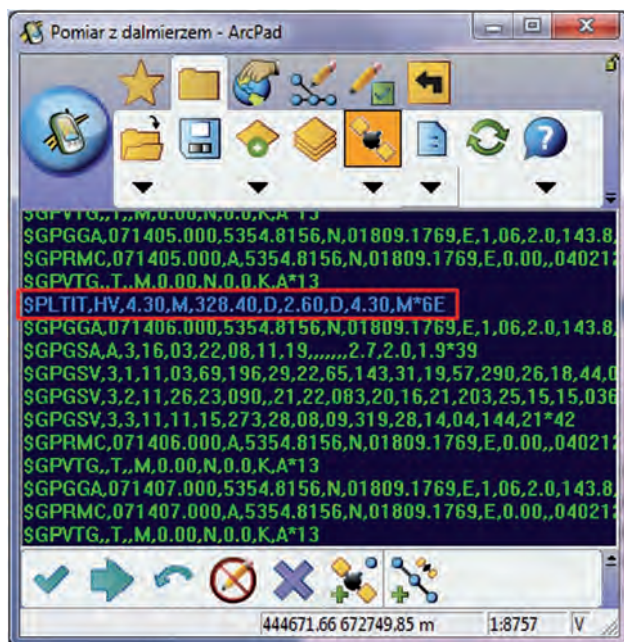 Pomiar z dalmierzem - ArcPad
$GPVTG,,T,,M,0.00,N,0.0,K,A*13
$GPGGA,071405.000,5354.8156,N,01809.1769,E,1,06,2.0,143.8,
$GPRMC,071405.000,A,5354.8156,N,01809.1769,E,0.00,,040212
$GPVTG,,T,,M,0.00,N,0.0,K,A*13
$PLTIT,HV,4.30,M,328.40,D,2.60,D,4.30,M*6E
$GPGGA,071406.000,5354.8156,N,01809.1769,E,1,06,2.0,143.8,
$GPGSA,A,3,16,03,22,08,11,19,,,,,,,2.7,2.0,1.9*39
$GPGSV,3,1,11,03,69,196,29,22,65,143,31,19,57,290,26,18,44,0
$GPGSV,3,2,11,26,23,090,,21,22,083,20,16,21,203,25,15,15,036
$GPGSV,3,3,11,11,15,273,28,08,09,319,28,14,04,144,21*42
$GPRMC,071406.000,A,5354.8156,N,01809.1769,E,0.00,,040212
$GPVTG,,T,,M,0.00,N,0.0,K,A*13
$GPGGA,071407.000,5354.8156,N,01809.1769,E,1,06,2.0,143.8,
$GPRMC,071407.000,A,5354.8156,N,01809.1769,E,0.00,,040212
$GPVTG,,T,,M,0.00,N,0.0,K,A*13
444671.66 672749.85 m 1:8757 V